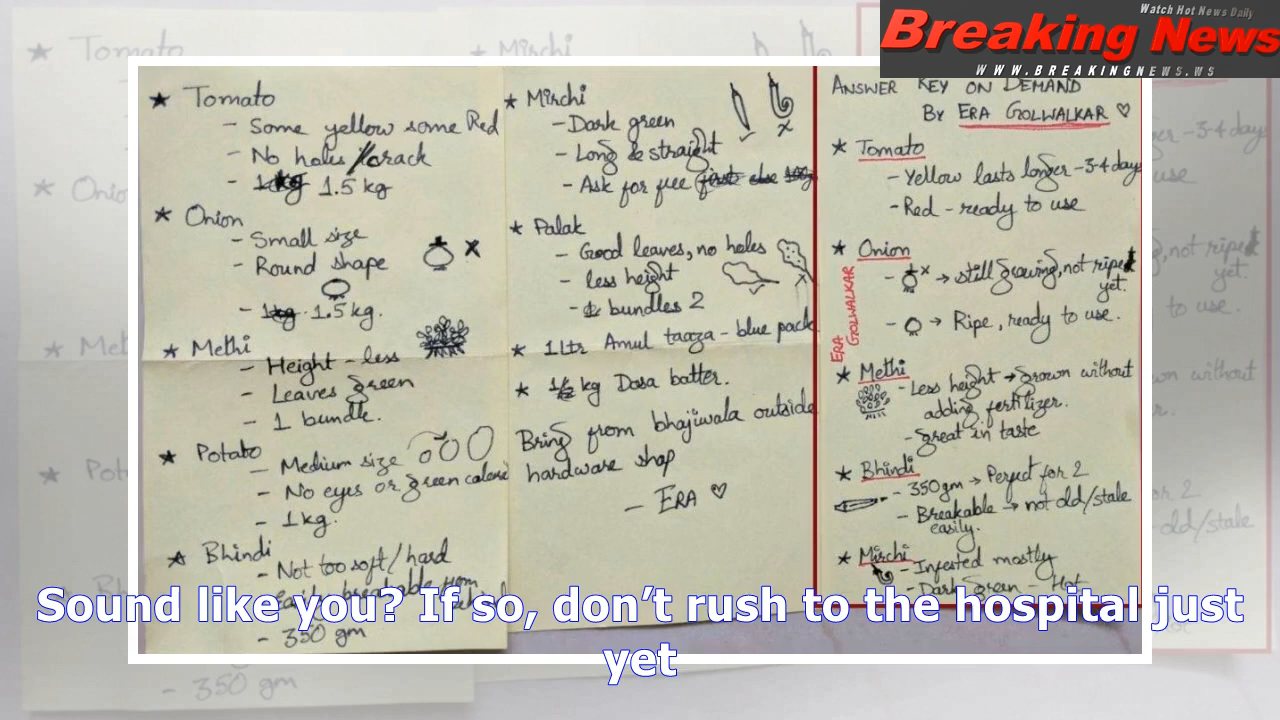 Watch Hot News Daily
Breaking News
WWW.BREAKINGNEWS.WS
★ Tomato
- Some yellow some Red
- No holes /crack
- 1.5 kg
★ Onion
- Small size
- Round shape
- 1.5 kg.
★ Methi
- Height - less
- Leaves green
- 1 bundle.
★ Potato
- Medium size
- No eyes or green
- 1 kg.
★ Bhindi
- Not too soft / hard
- Easily breakable from
- 350 gm
★ Mirchi
- Dark green
- Long & straight
- Ask for free
★ Palak
- Good leaves, no holes
- less height
- bundles 2
★ 1 Ltr Amul taaza - blue pack
★ 1/2 kg Dosa batter.
Bring from bhajiwala outside
hardware shop
- ERA ♡
ANSWER KEY ON DEMAND
BY ERA GOLWALKAR ♡
★ Tomato
- Yellow lasts longer - 3-4 days
- Red - ready to use
★ Onion
- → still growing, not ripe
yet.
- → Ripe, ready to use.
ERA
GOLWALKAR
★ Methi
- Less height → grown without
adding fertilizer.
- great in taste
★ Bhindi
- 350gm → Perfect for 2
- Breakable → not old/stale
easily.
★ Mirchi
- Infested mostly
- Dark Green - Hot
Sound like you? If so, don't rush to the hospital just
yet